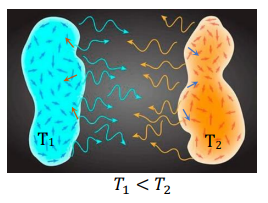 T₁ T₂
T₁ < T₂